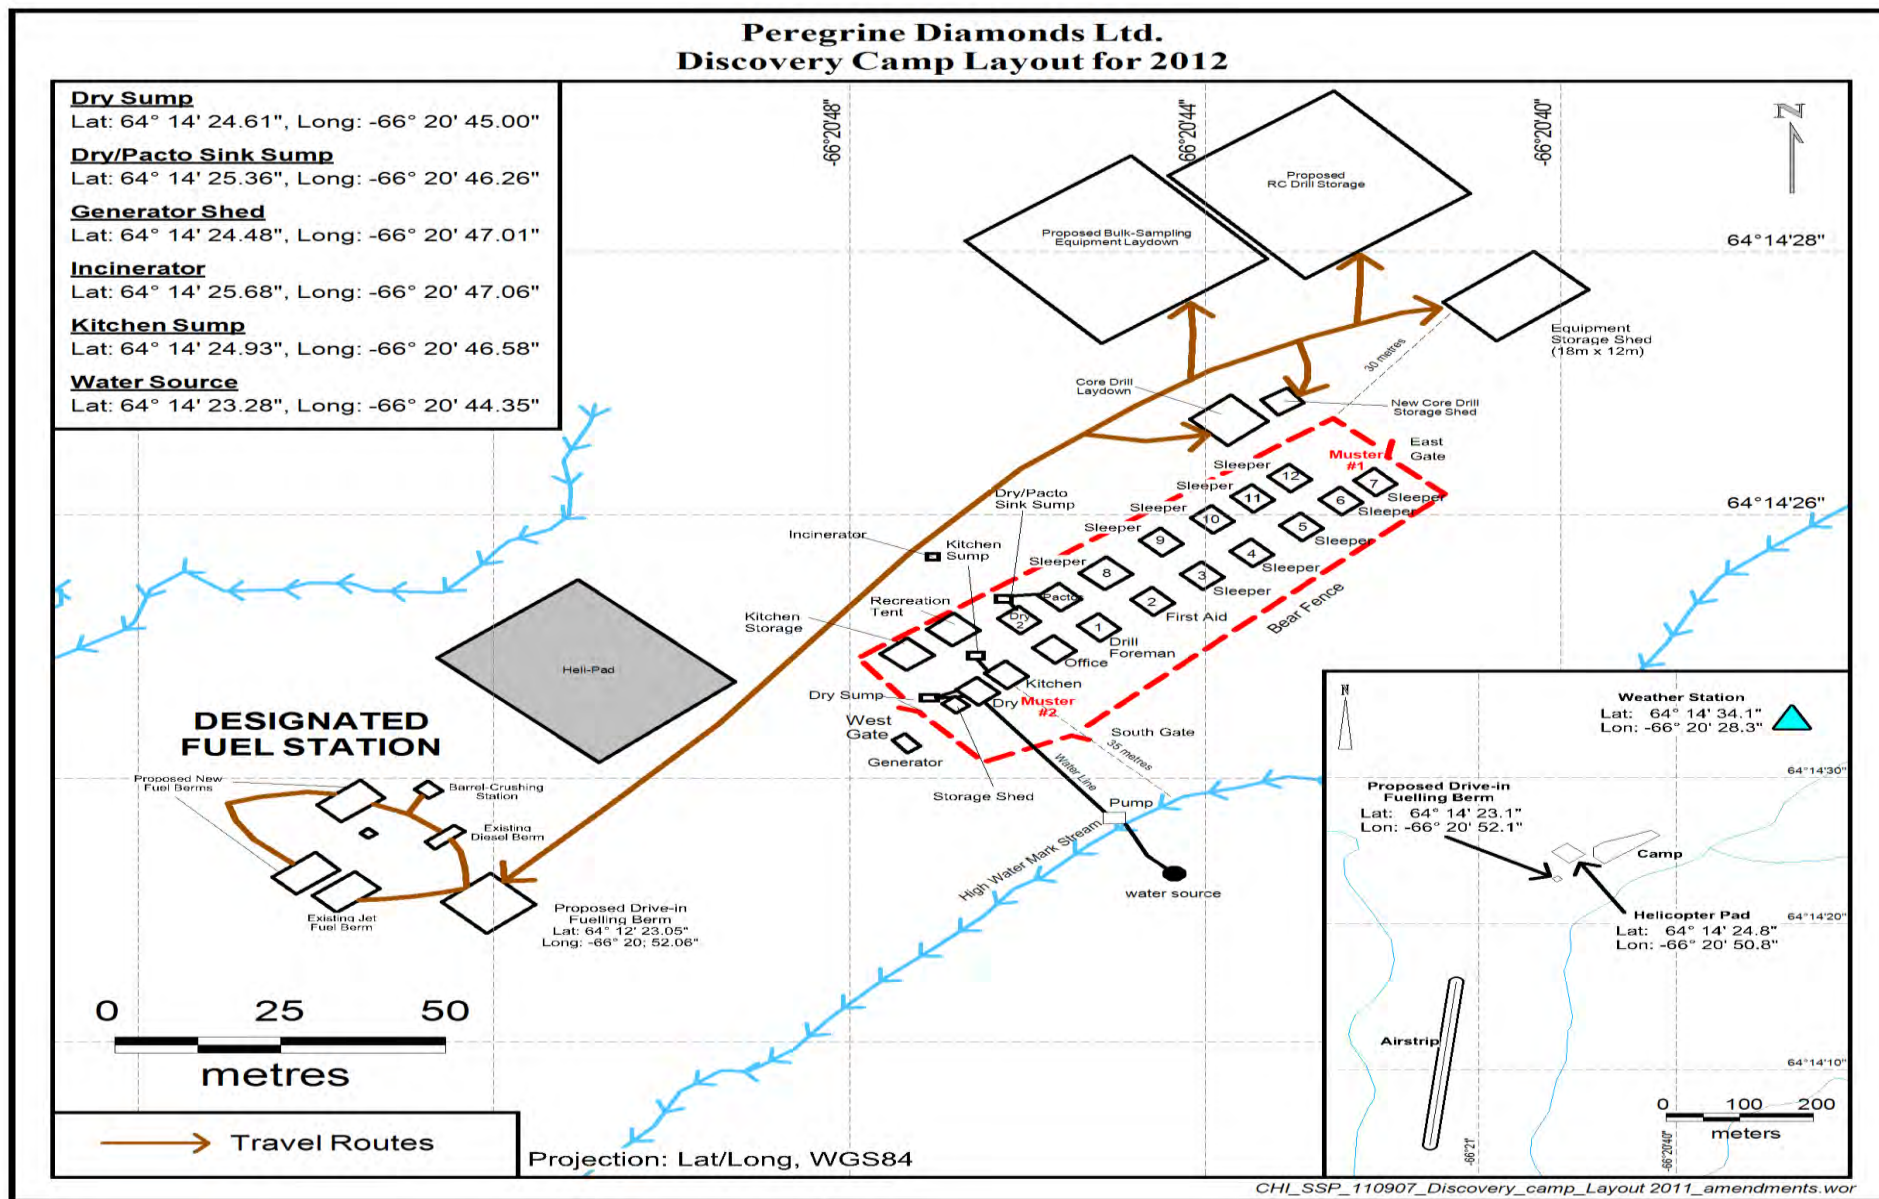 Peregrine Diamonds Ltd.
Discovery Camp Layout for 2012
Dry Sump
Lat: 64° 14' 24.61", Long: -66° 20' 45.00"
Dry/Pacto Sink Sump
Lat: 64° 14' 25.36", Long: -66° 20' 46.26"
Generator Shed
Lat: 64° 14' 24.48", Long: -66° 20' 47.01"
Incinerator
Lat: 64° 14' 25.68", Long: -66° 20' 47.06"
Kitchen Sump
Lat: 64° 14' 24.93", Long: -66° 20' 46.58"
Water Source
Lat: 64° 14' 23.28", Long: -66° 20' 44.35"
-66°20'48"
-66°20'44"
-66°20'40"
N
Proposed
RC Drill Storage
Proposed Bulk-Sampling
Equipment Laydown
64°14'28"
Equipment
Storage Shed
(18m x 12m)
30 metres
Core Drill
Laydown
New Core Drill
Storage Shed
East
Gate
Muster
#1
Sleeper
12
7
Sleeper
Sleeper
11
6
Sleeper
Sleeper
10
5
Sleeper
Sleeper
9
4
Sleeper
Sleeper
8
3
Sleeper
64°14'26"
Dry/Pacto
Sink Sump
Incinerator
Kitchen
Sump
Pactos
2
First Aid
Bear Fence
Recreation
Tent
Dry
2
1
Drill
Foreman
Kitchen
Storage
Office
Kitchen
Dry Sump
Dry
Muster
#2
West
Gate
South Gate
Generator
35 metres
Water Line
Storage Shed
Pump
High Water Mark Stream
water source
Heli-Pad
DESIGNATED
FUEL STATION
Proposed New
Fuel Berms
Barrel-Crushing
Station
Existing
Diesel Berm
Existing Jet
Fuel Berm
Proposed Drive-in
Fuelling Berm
Lat: 64° 12' 23.05"
Long: -66° 20; 52.06"
0 25 50
metres
Travel Routes
Projection: Lat/Long, WGS84
N
Weather Station
Lat: 64° 14' 34.1"
Lon: -66° 20' 28.3"
64°14'30"
Proposed Drive-in
Fuelling Berm
Lat: 64° 14' 23.1"
Lon: -66° 20' 52.1"
Camp
Helicopter Pad
Lat: 64° 14' 24.8"
Lon: -66° 20' 50.8"
64°14'20"
Airstrip
64°14'10"
0 100 200
meters
-66°21'
-66°20'40"
CHI_SSP_110907_Discovery_camp_Layout 2011_amendments.wor